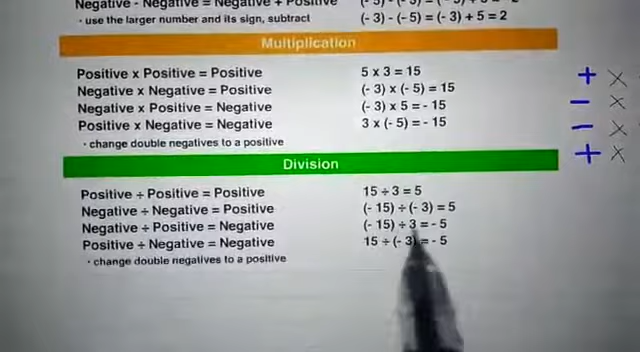 Negative - Negative = Negative + Positive
• use the larger number and its sign, subtract (- 3) - (- 5) = (- 3) + 5 = 2
Multiplication
Positive x Positive = Positive 5 x 3 = 15 + x
Negative x Negative = Positive (- 3) x (- 5) = 15 − x
Negative x Positive = Negative (- 3) x 5 = - 15 − x
Positive x Negative = Negative 3 x (- 5) = - 15 + x
• change double negatives to a positive
Division
Positive ÷ Positive = Positive 15 ÷ 3 = 5
Negative ÷ Negative = Positive (- 15) ÷ (- 3) = 5
Negative ÷ Positive = Negative (- 15) ÷ 3 = - 5
Positive ÷ Negative = Negative 15 ÷ (- 3) = - 5
• change double negatives to a positive